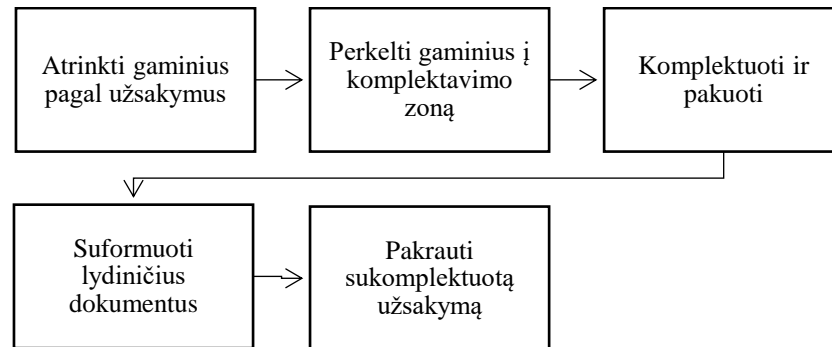 Atrinkti gaminius
pagal užsakymus
Perkelti gaminius į
komplektavimo
zoną
Komplektuoti ir
pakuoti
Suformuoti
lydiničius
dokumentus
Pakrauti
sukomplektuotą
užsakymą